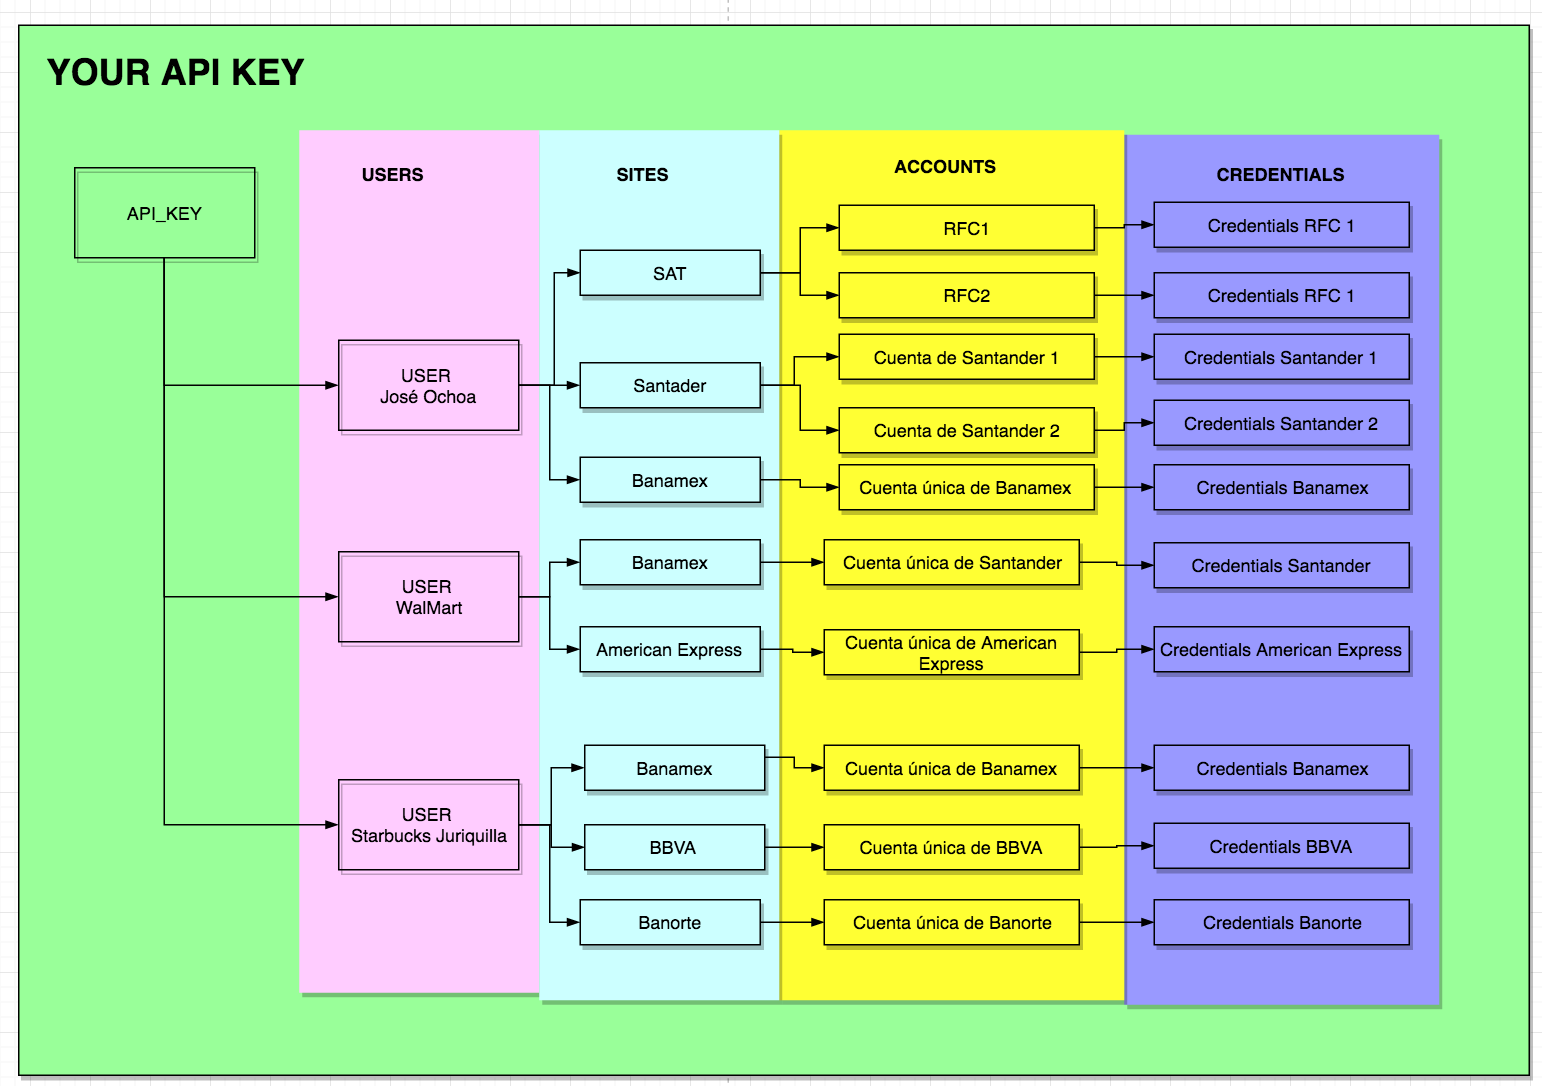 YOUR API KEY
API_KEY
USERS
SITES
ACCOUNTS
CREDENTIALS
USER
José Ochoa
SAT
RFC1
Credentials RFC 1
RFC2
Credentials RFC 1
Santader
Cuenta de Santander 1
Credentials Santander 1
Cuenta de Santander 2
Credentials Santander 2
Banamex
Cuenta única de Banamex
Credentials Banamex
USER
WalMart
Banamex
Cuenta única de Santander
Credentials Santander
American Express
Cuenta única de American
Express
Credentials American Express
USER
Starbucks Juriquilla
Banamex
Cuenta única de Banamex
Credentials Banamex
BBVA
Cuenta única de BBVA
Credentials BBVA
Banorte
Cuenta única de Banorte
Credentials Banorte